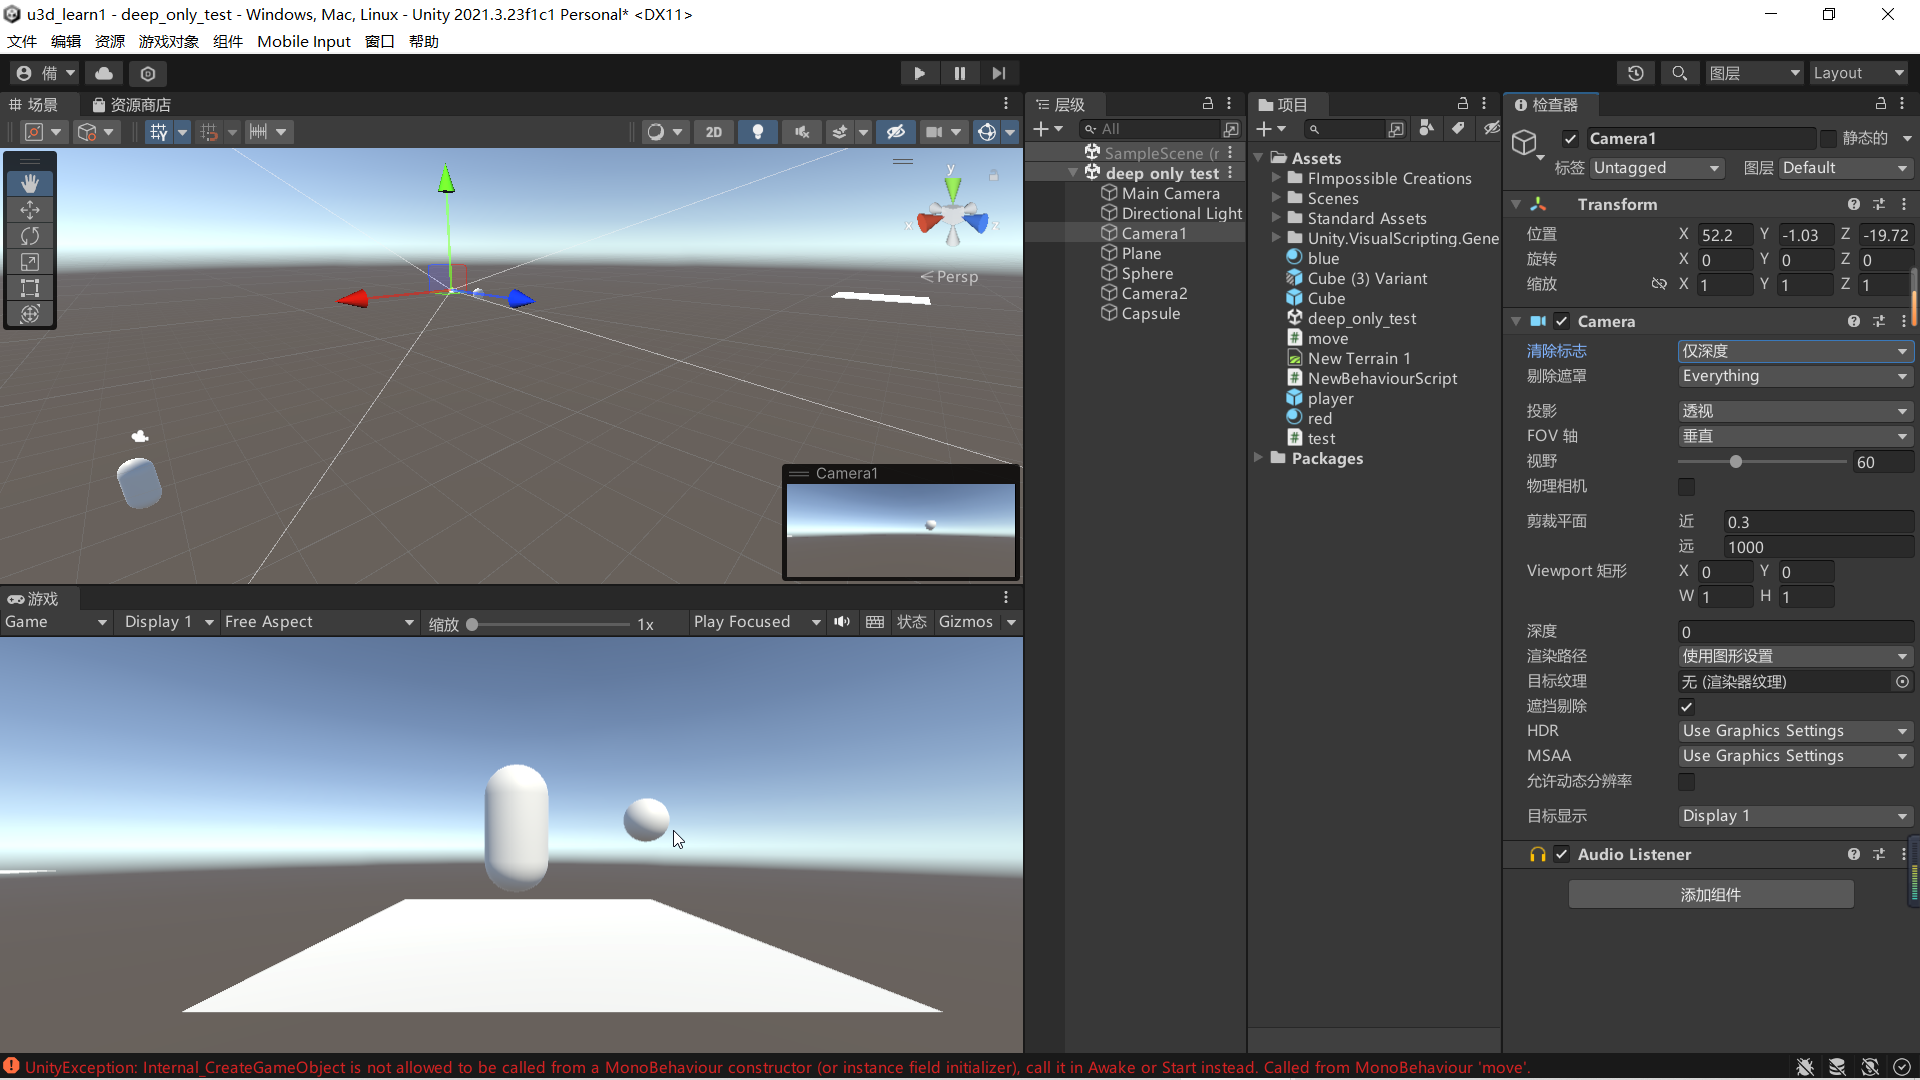 u3d_learn1 - deep_only_test - Windows, Mac, Linux - Unity 2021.3.23f1c1 Personal* <DX11>
文件 编辑 资源 游戏对象 组件 Mobile Input 窗口 帮助
備 图层 Layout
场景 资源商店
2D
y
x
z
Persp
Camera1
游戏
Game Display 1 Free Aspect 缩放 1x Play Focused 状态 Gizmos
层级
All
SampleScene (r
deep only test
Main Camera
Directional Light
Camera1
Plane
Sphere
Camera2
Capsule
项目
Assets
FImpossible Creations
Scenes
Standard Assets
Unity.VisualScripting.Gene
blue
Cube (3) Variant
Cube
deep_only_test
move
New Terrain 1
NewBehaviourScript
player
red
test
Packages
检查器
Camera1 静态的
标签 Untagged 图层 Default
Transform
位置 X 52.2 Y -1.03 Z -19.72
旋转 X 0 Y 0 Z 0
缩放 X 1 Y 1 Z 1
Camera
清除标志 仅深度
剔除遮罩 Everything
投影 透视
FOV 轴 垂直
视野 60
物理相机
剪裁平面 近 0.3
远 1000
Viewport 矩形 X 0 Y 0
W 1 H 1
深度 0
渲染路径 使用图形设置
目标纹理 无 (渲染器纹理)
遮挡剔除
HDR Use Graphics Settings
MSAA Use Graphics Settings
允许动态分辨率
目标显示 Display 1
Audio Listener
添加组件
UnityException: Internal_CreateGameObject is not allowed to be called from a MonoBehaviour constructor (or instance field initializer), call it in Awake or Start instead. Called from MonoBehaviour 'move'.